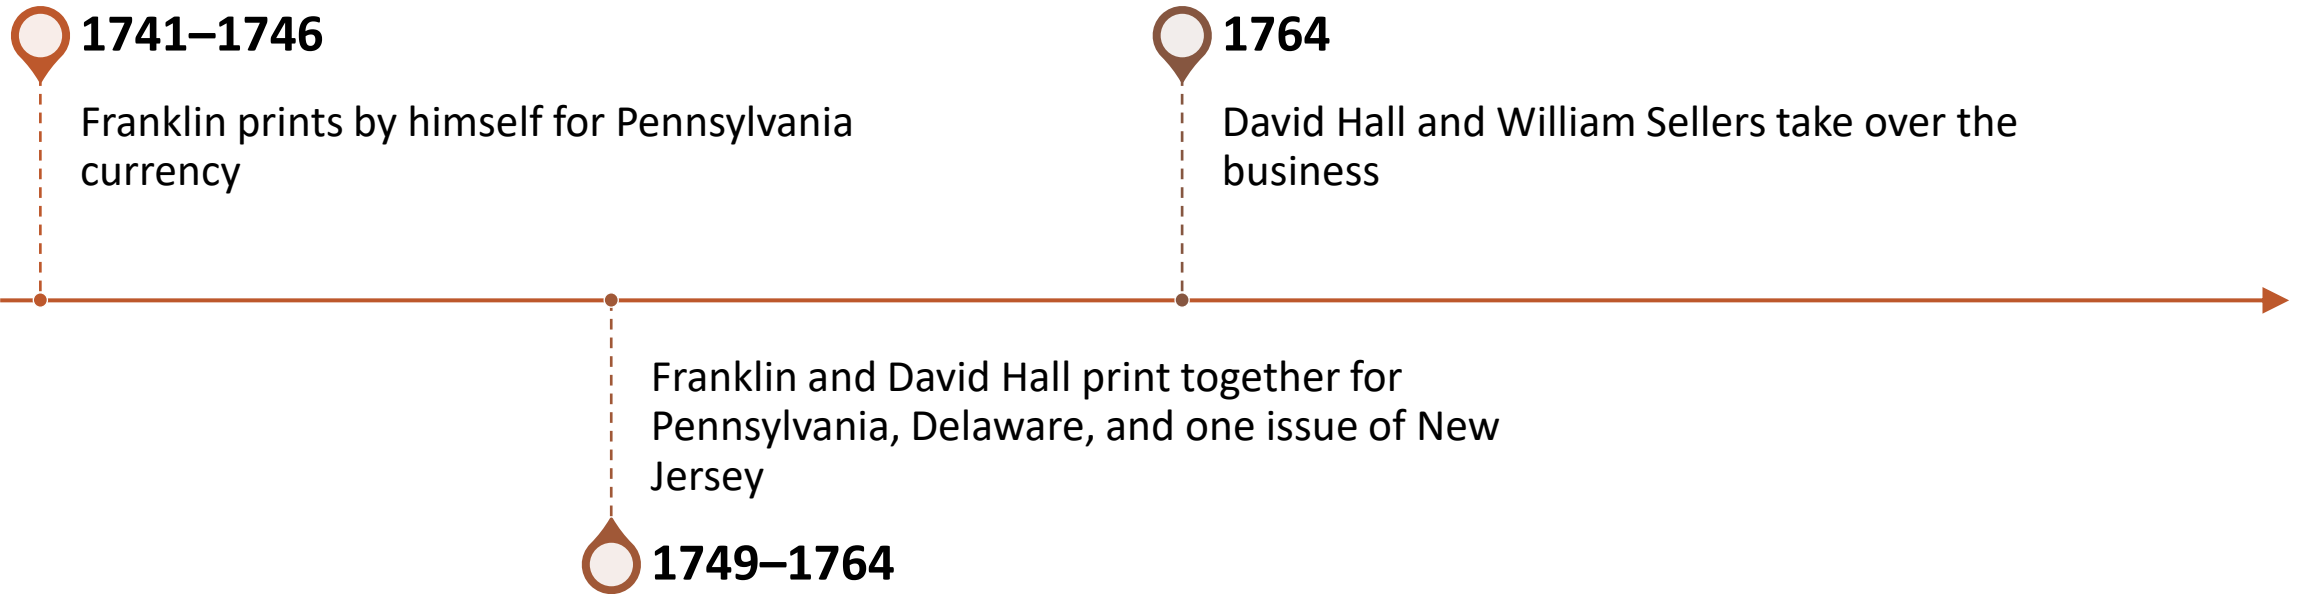 1741–1746
Franklin prints by himself for Pennsylvania
currency
Franklin and David Hall print together for
Pennsylvania, Delaware, and one issue of New
Jersey
1749–1764
1764
David Hall and William Sellers take over the
business